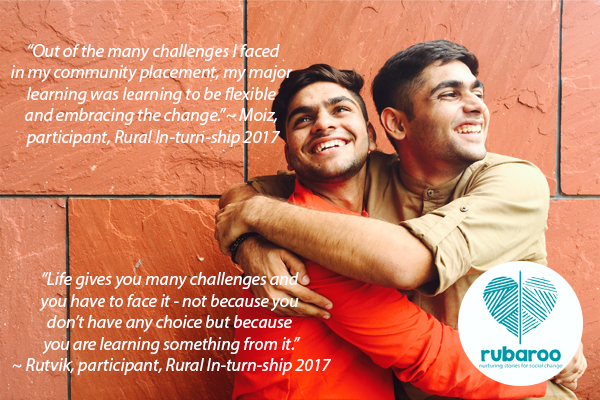 “Out of the many challenges I faced
in my community placement, my major
learning was learning to be flexible
and embracing the change.”~ Moiz,
participant, Rural In-turn-ship 2017
“Life gives you many challenges and
you have to face it - not because you
don’t have any choice but because
you are learning something from it.”
~ Rutvik, participant, Rural In-turn-ship 2017
rubaroo
nurturing stories for social change